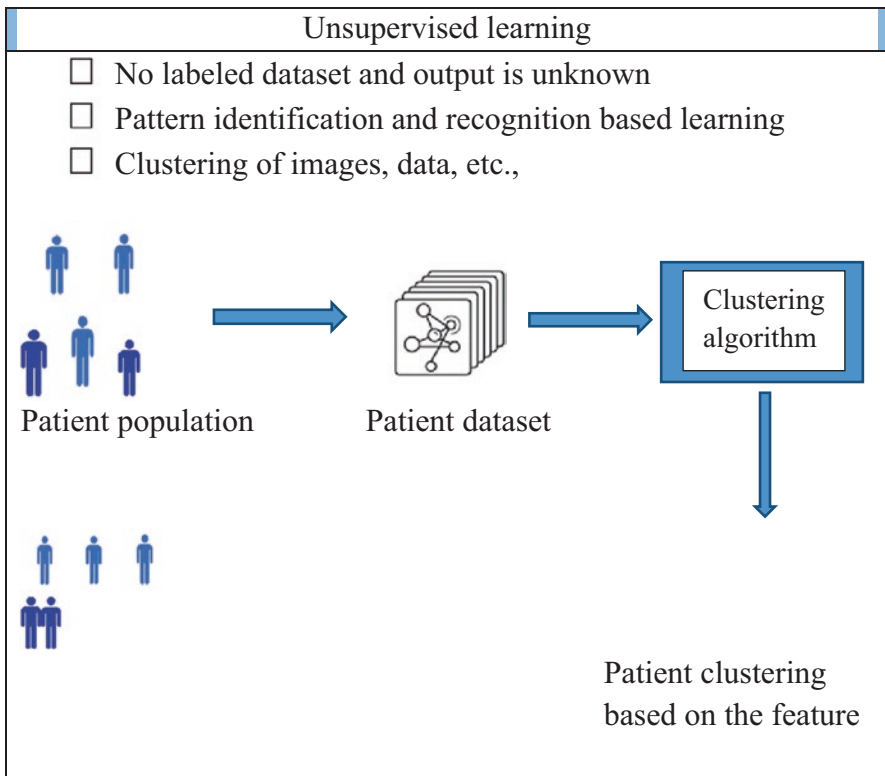 Unsupervised learning
☐ No labeled dataset and output is unknown
☐ Pattern identification and recognition based learning
☐ Clustering of images, data, etc.,
Clustering
algorithm
Patient population
Patient dataset
Patient clustering
based on the feature